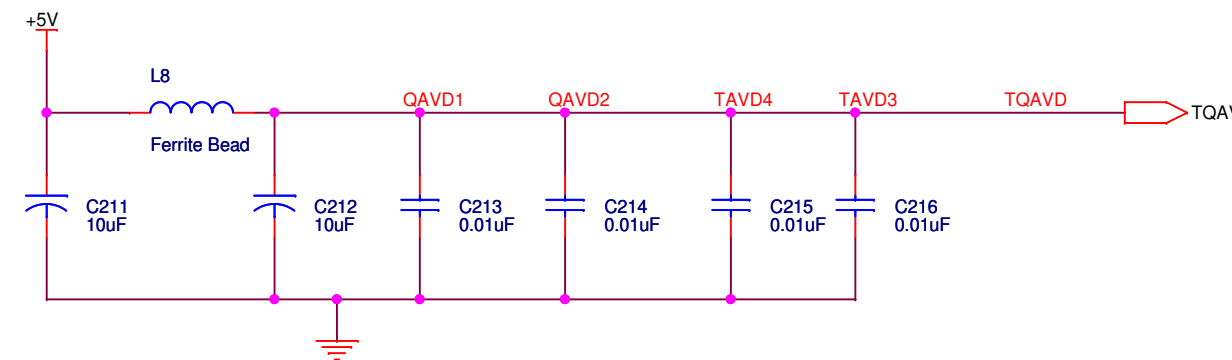 +5V
L8
QAVD1
QAVD2
TAVD4
TAVD3
TQAVD
TQAV
Ferrite Bead
C211
10uF
C212
10uF
C213
0.01uF
C214
0.01uF
C215
0.01uF
C216
0.01uF